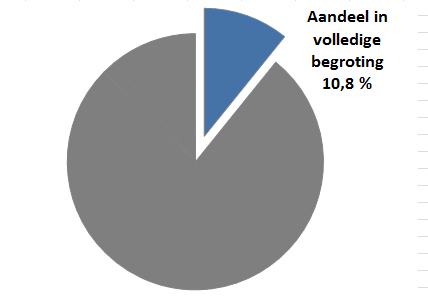 Aandeel in
volledige
begroting
10,8 %